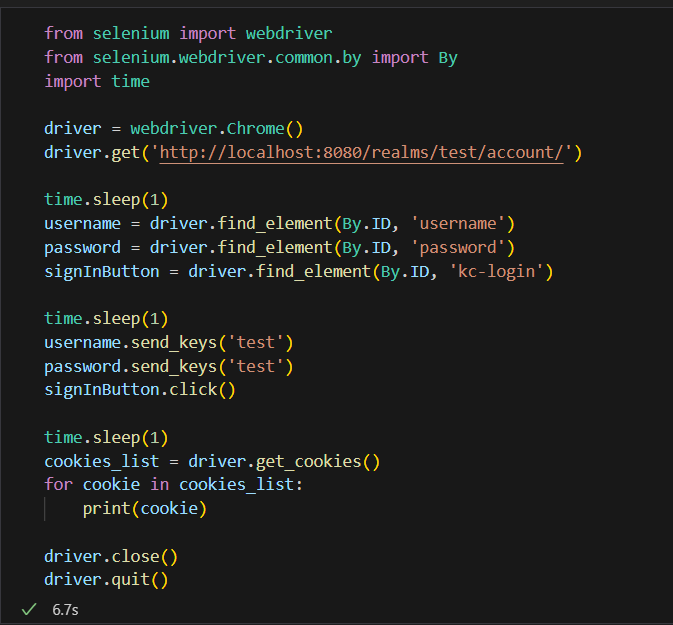 from selenium import webdriver
from selenium.webdriver.common.by import By
import time
driver = webdriver.Chrome()
driver.get('http://localhost:8080/realms/test/account/')
time.sleep(1)
username = driver.find_element(By.ID, 'username')
password = driver.find_element(By.ID, 'password')
signInButton = driver.find_element(By.ID, 'kc-login')
time.sleep(1)
username.send_keys('test')
password.send_keys('test')
signInButton.click()
time.sleep(1)
cookies_list = driver.get_cookies()
for cookie in cookies_list:
    print(cookie)
driver.close()
driver.quit()
6.7s